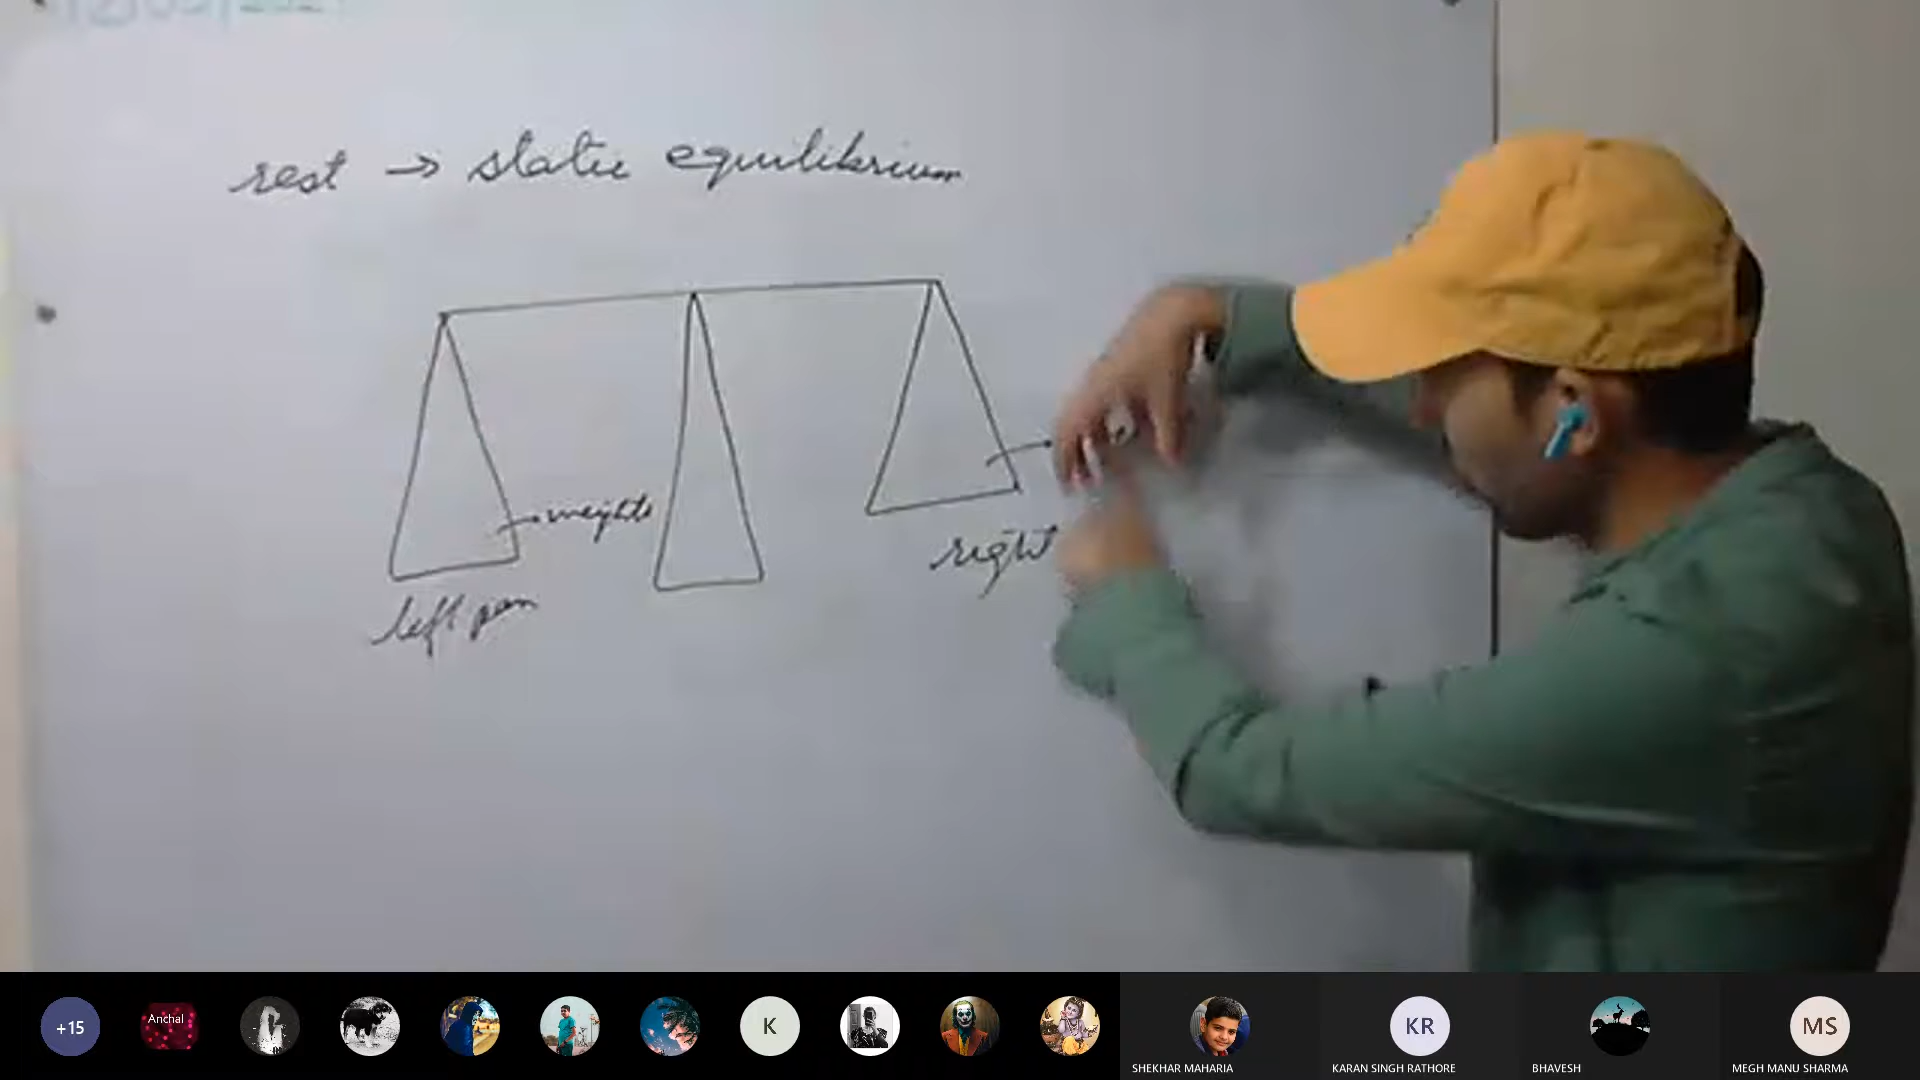 rest → static equilibrium
weights
right
left pan
+15
Anchal
K
KR
MS
SHEKHAR MAHARIA
KARAN SINGH RATHORE
BHAVESH
MEGH MANU SHARMA